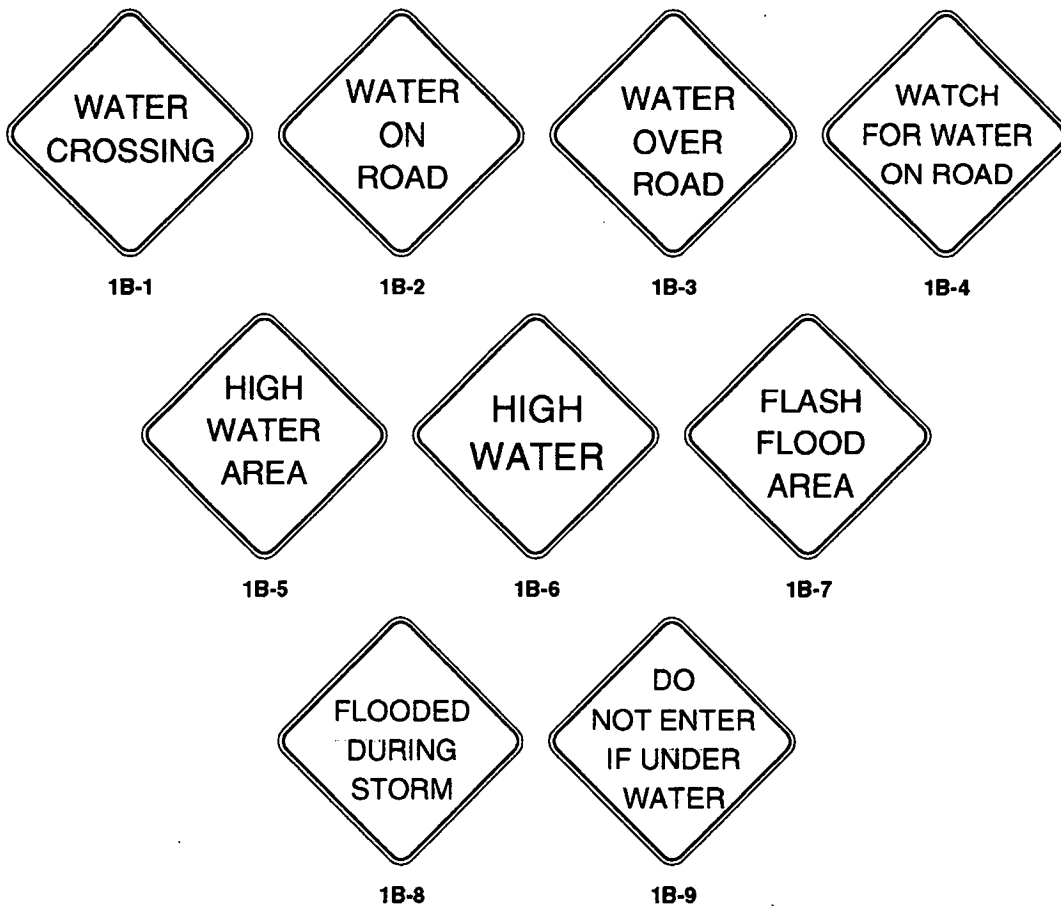 WATER
CROSSING
1B-1
WATER
ON
ROAD
1B-2
WATER
OVER
ROAD
1B-3
WATCH
FOR WATER
ON ROAD
1B-4
HIGH
WATER
AREA
1B-5
HIGH
WATER
1B-6
FLASH
FLOOD
AREA
1B-7
FLOODED
DURING
STORM
1B-8
DO
NOT ENTER
IF UNDER
WATER
1B-9